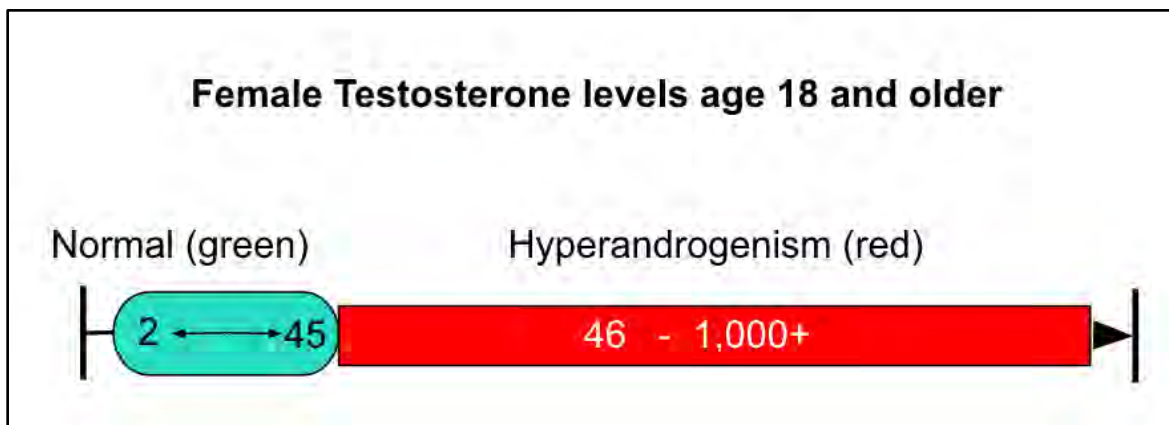 Female Testosterone levels age 18 and older
Normal (green) Hyperandrogenism (red)
2 45 46 - 1,000+